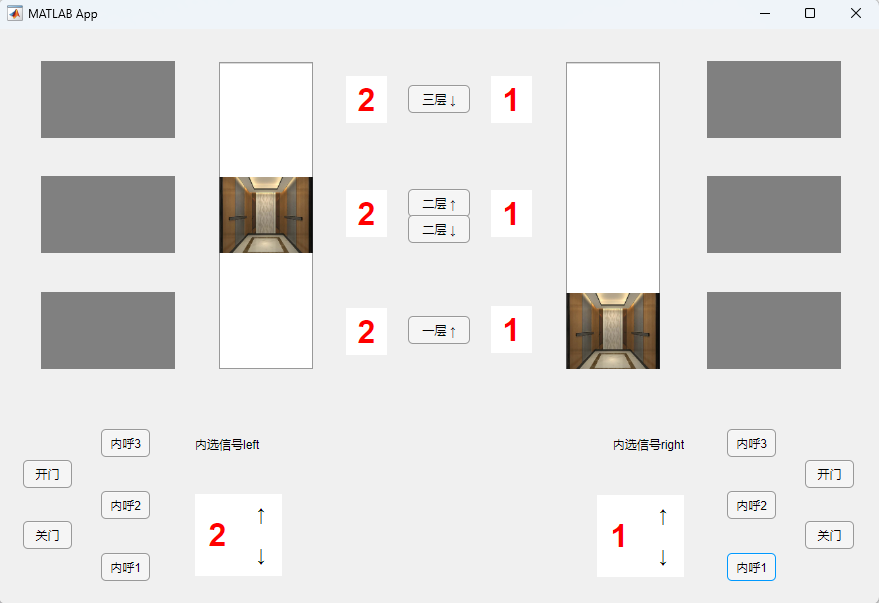 MATLAB App
2 三层↓ 1
二层↑
2 1
二层↓
2 一层↑ 1
内呼3 内选信号left 内选信号right 内呼3
开门 开门
内呼2 内呼2
↑ ↑
2 1
关门 关门
↓ ↓
内呼1 内呼1